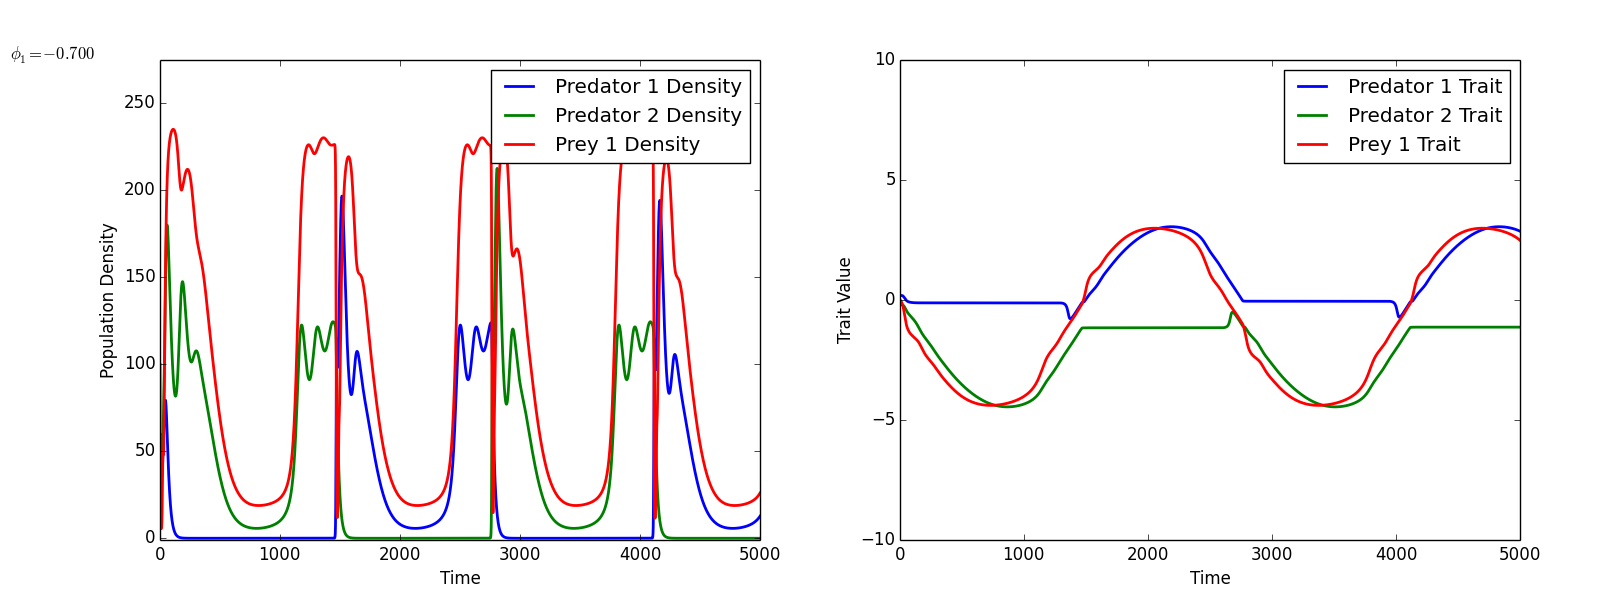 ϕ₁=−0.700
250
200
150
100
50
0
0 1000 2000 3000 4000 5000
Population Density
Time
Predator 1 Density
Predator 2 Density
Prey 1 Density
10
5
0
−5
−10
0 1000 2000 3000 4000 5000
Trait Value
Time
Predator 1 Trait
Predator 2 Trait
Prey 1 Trait